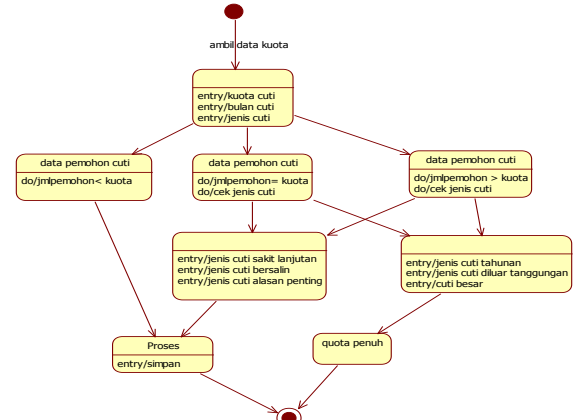 ambil data kuota
entry/kuota cuti
entry/bulan cuti
entry/jenis cuti
data pemohon cuti
do/jmlpemohon< kuota
data pemohon cuti
do/jmlpemohon= kuota
do/cek jenis cuti
data pemohon cuti
do/jmlpemohon > kuota
do/cek jenis cuti
entry/jenis cuti sakit lanjutan
entry/jenis cuti bersalin
entry/jenis cuti alasan penting
entry/jenis cuti tahunan
entry/jenis cuti diluar tanggungan
entry/cuti besar
Proses
entry/simpan
quota penuh